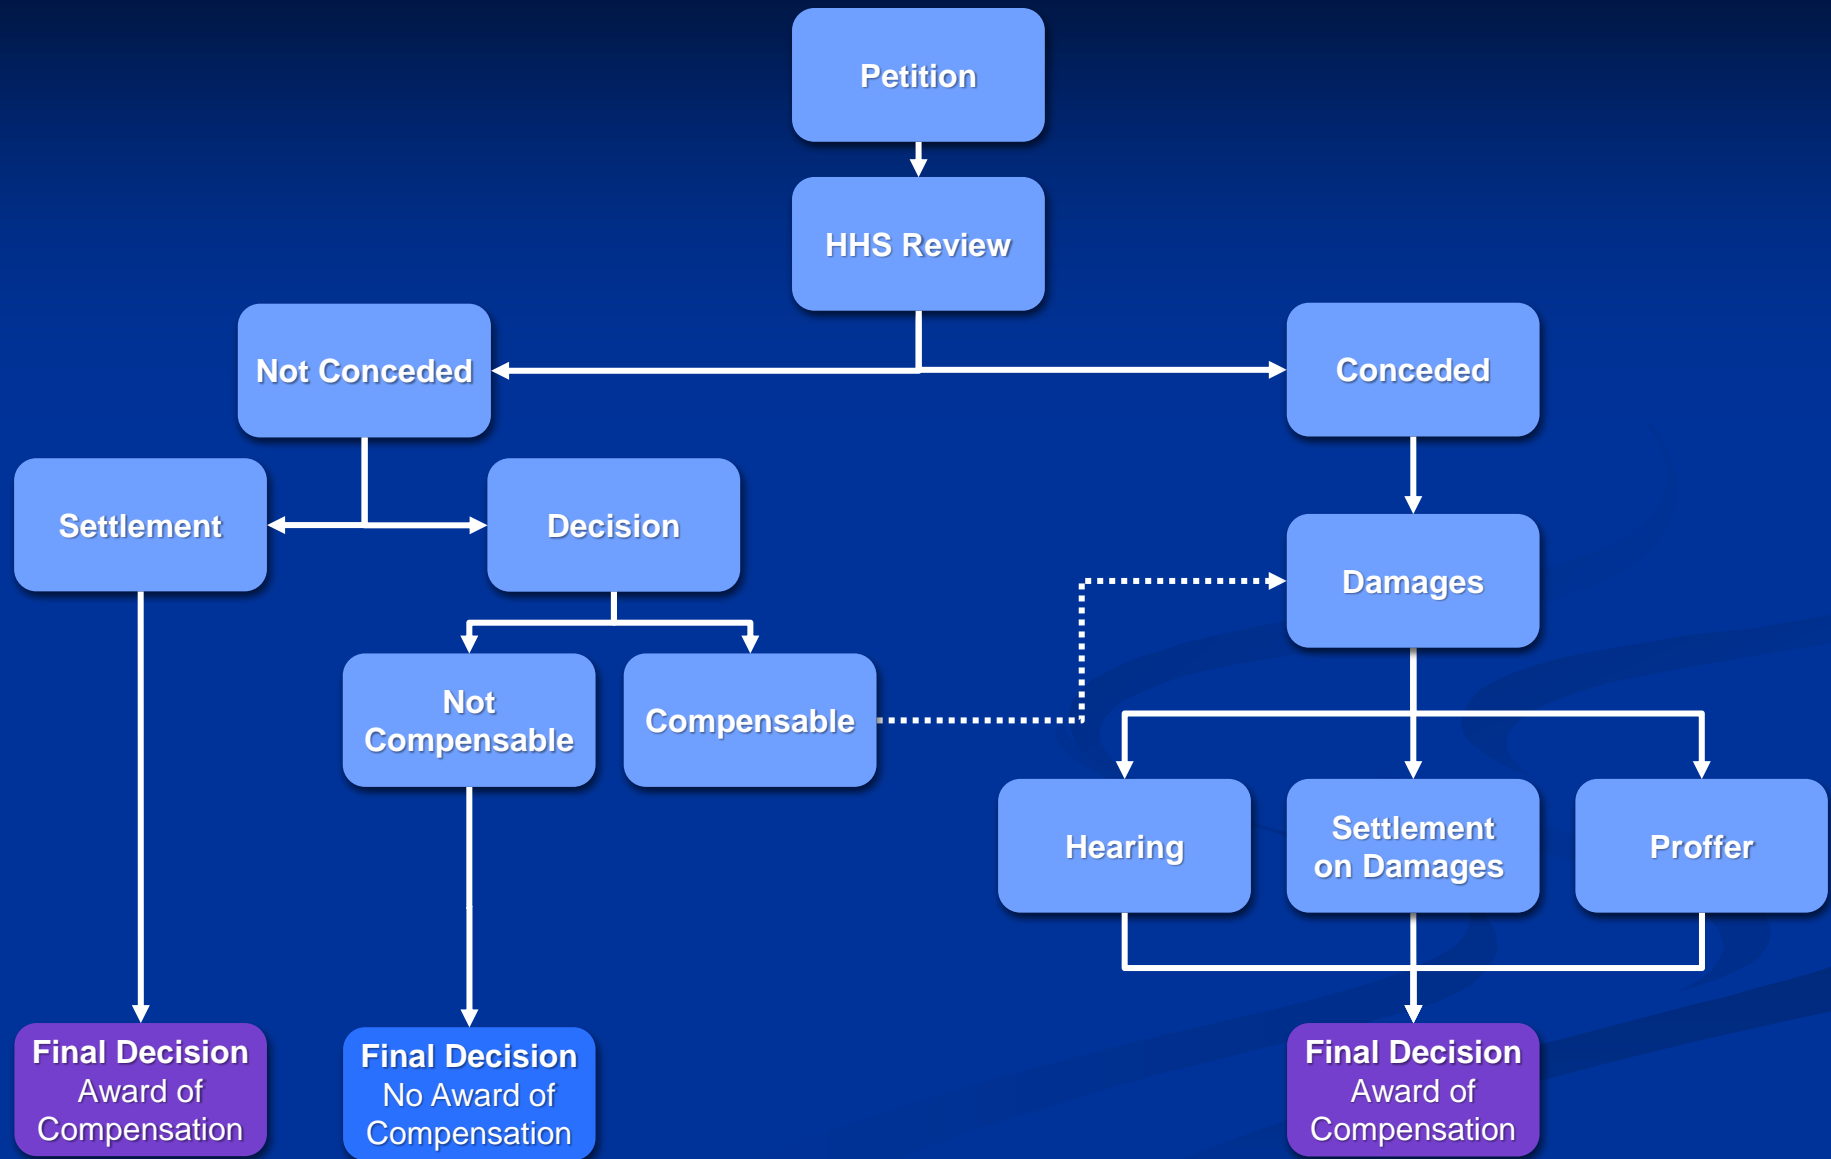 Petition
HHS Review
Not Conceded
Conceded
Settlement
Decision
Damages
Not
Compensable
Compensable
Hearing
Settlement
on Damages
Proffer
Final Decision
Award of
Compensation
Final Decision
No Award of
Compensation
Final Decision
Award of
Compensation